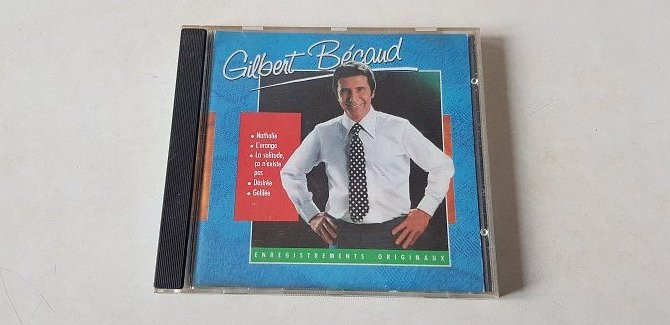 Gilbert Bécaud
• Nathalie
• L'orange
• La solitude,
ça n'existe
pas
• Désirée
• Galilée
...
ENREGISTREMENTS ORIGINAUX